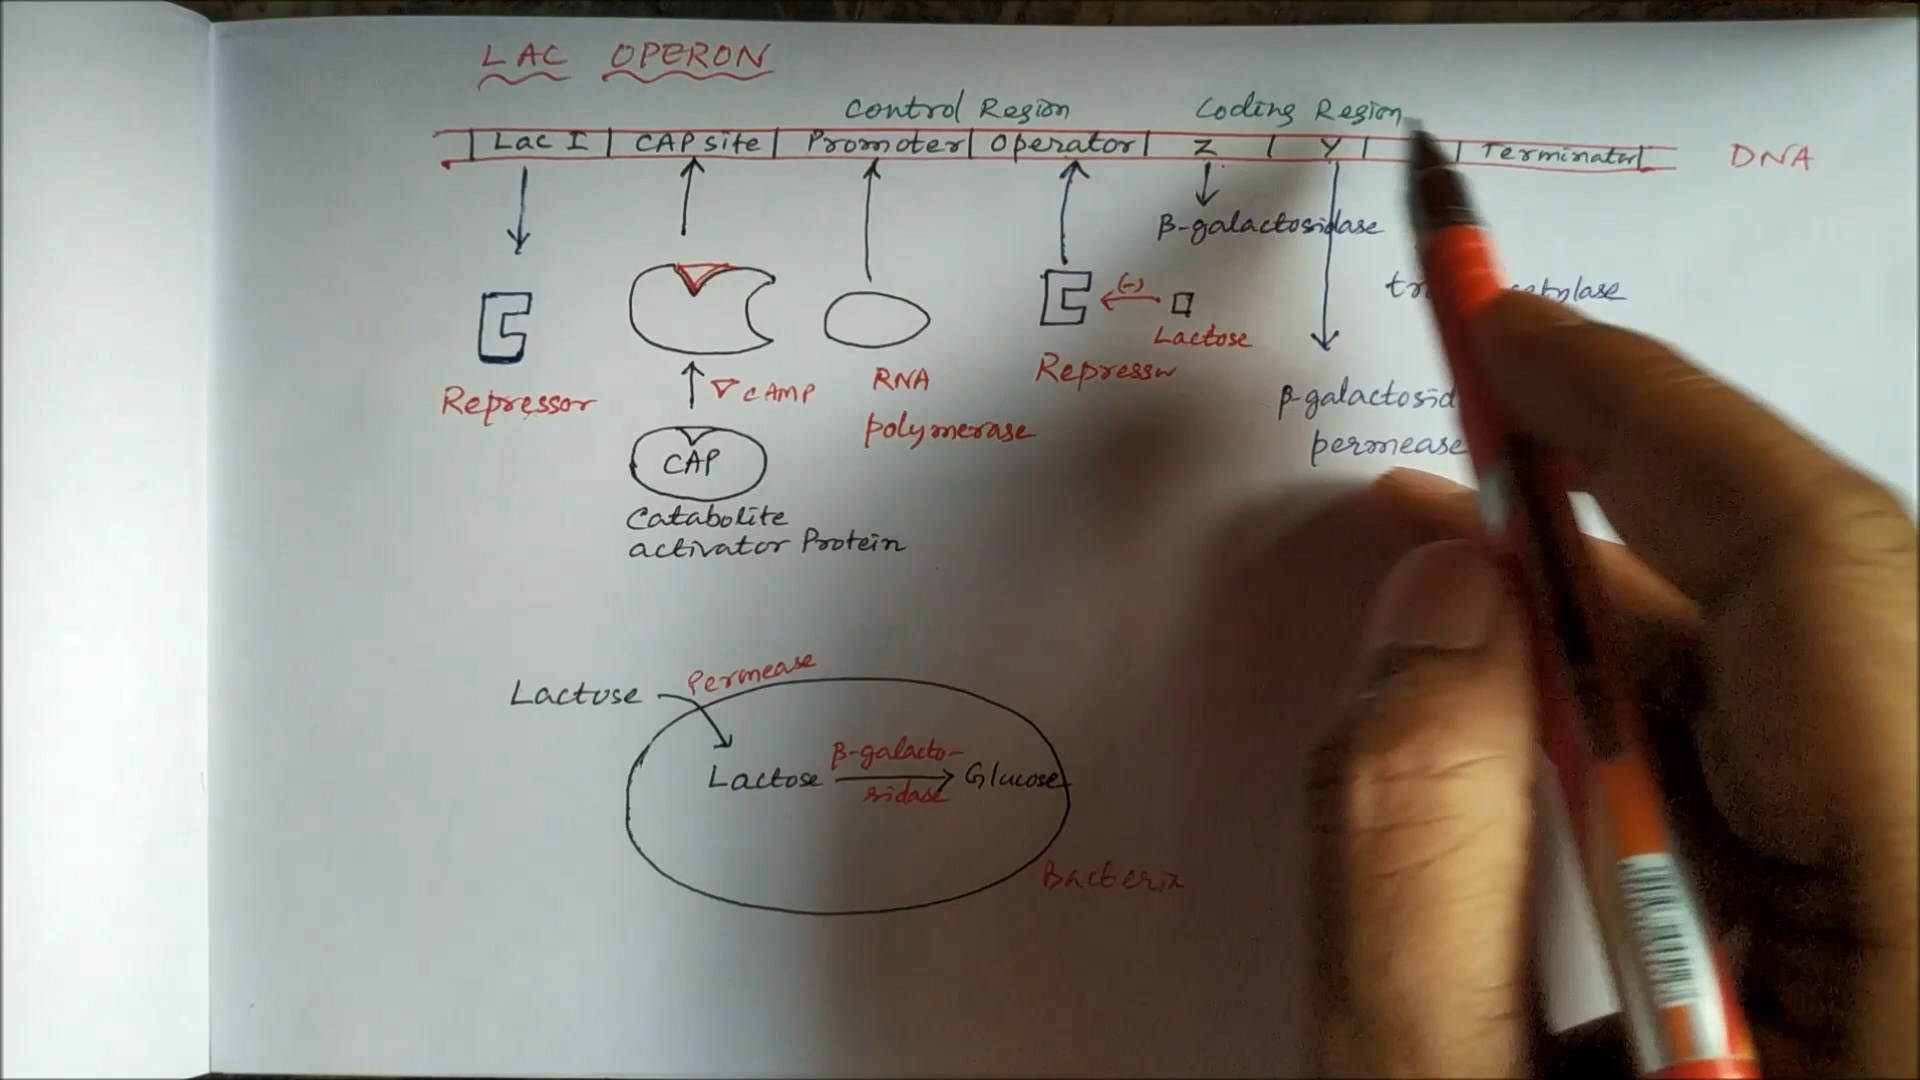 LAC OPERON
Control Region
Coding Region
Lac I CAP site Promoter Operator Z Y Terminator
DNA
β-galactosidase
Lactose
(-)
Repressor
cAMP
RNA
polymerase
Repressor
permease
CAP
Catabolite
activator Protein
Lactose
Permease
Lactose
β-galacto-
sidase
Glucose
Bacteria